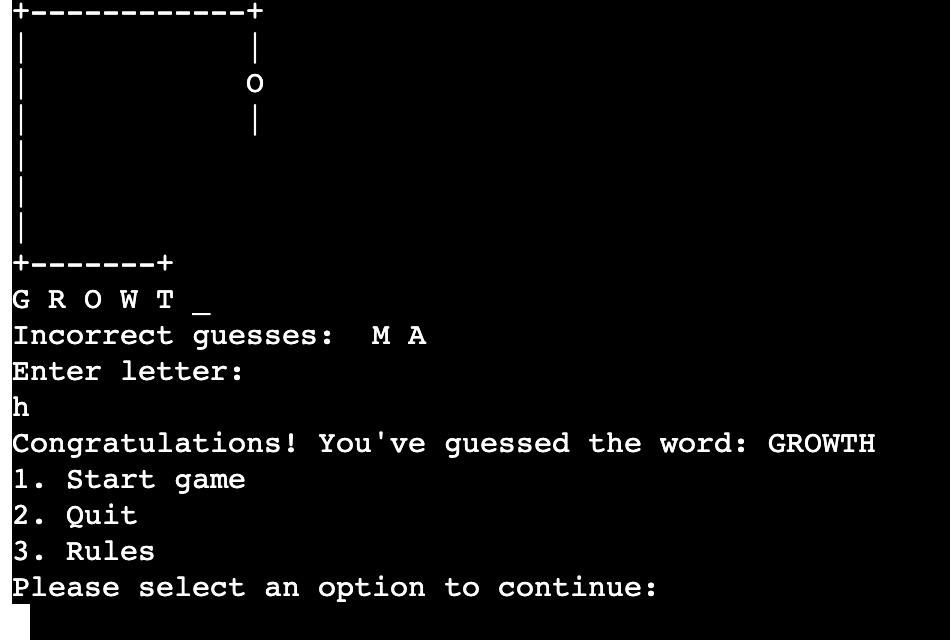 +------------+
|            |
|            O
|            |
|
|
|
+-------+
G R O W T _
Incorrect guesses:  M A
Enter letter:
h
Congratulations! You've guessed the word: GROWTH
1. Start game
2. Quit
3. Rules
Please select an option to continue: